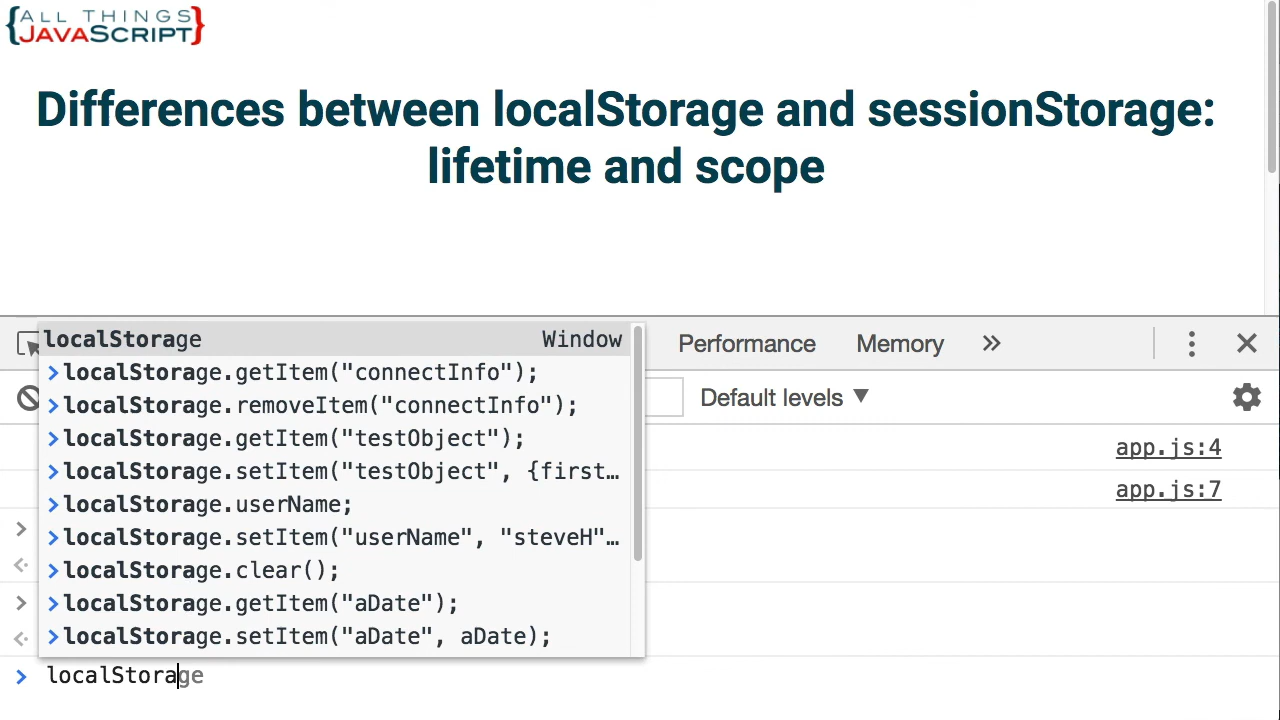 {ALL THINGS
JAVASCRIPT}
Differences between localStorage and sessionStorage:
lifetime and scope
Performance
Memory
Default levels ▼
app.js:4
app.js:7
localStorage Window
localStorage.getItem("connectInfo");
localStorage.removeItem("connectInfo");
localStorage.getItem("testObject");
localStorage.setItem("testObject", {first…
localStorage.userName;
localStorage.setItem("userName", "steveH"…
localStorage.clear();
localStorage.getItem("aDate");
localStorage.setItem("aDate", aDate);
localStorage